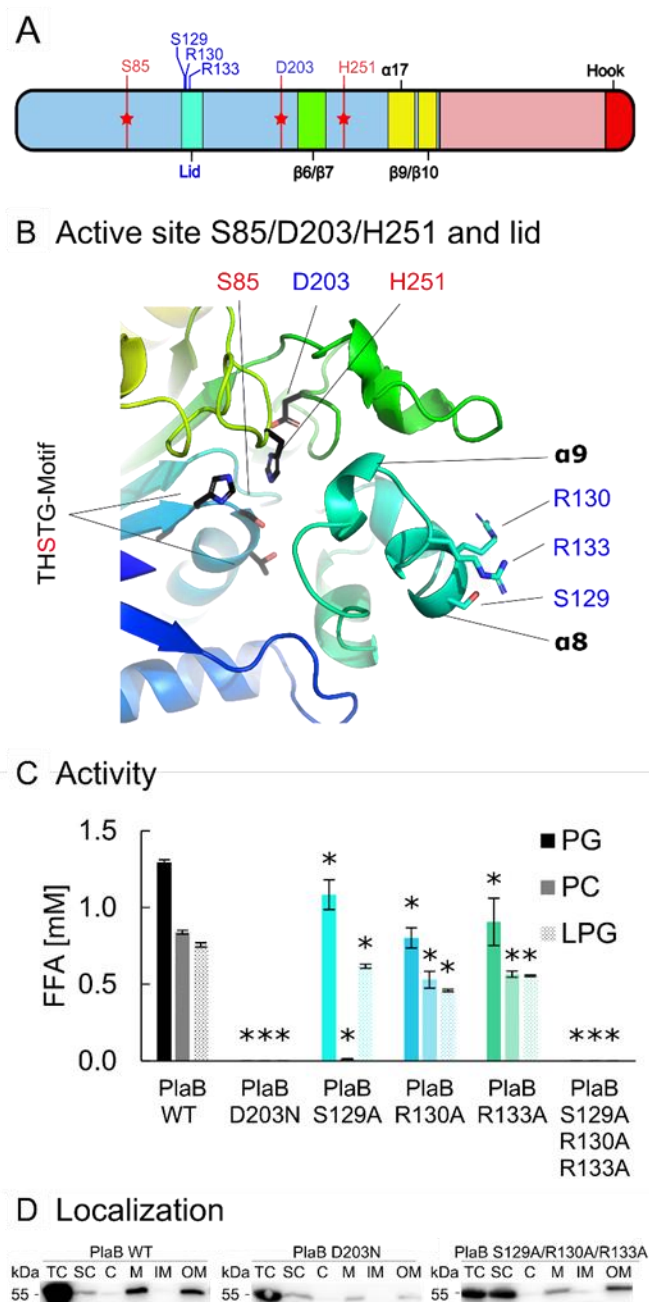 A
S129
R130
R133
S85
D203
H251
α17
Hook
Lid
β6/β7
β9/β10
B Active site S85/D203/H251 and lid
S85 D203 H251
THSTG-Motif
α9
R130
R133
S129
α8
C Activity
FFA [mM]
1.5
1.0
0.5
0.0
PG
PC
LPG
*** * * * * * * * * * ***
PlaB WT
PlaB D203N
PlaB S129A
PlaB R130A
PlaB R133A
PlaB S129A R130A R133A
D Localization
PlaB WT PlaB D203N PlaB S129A/R130A/R133A
kDa TC SC C M IM OM TC SC C M IM OM kDa TC SC C M IM OM
55 - 55 - 55 -